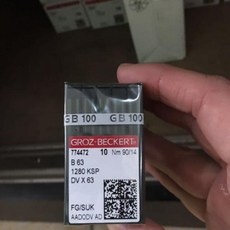 GB 100 GB 100
GROZ-BECKERT
774472 10 Nm 90/14
B 63
1280 KSP
DV X 63
FG/SUK
AADODV AD